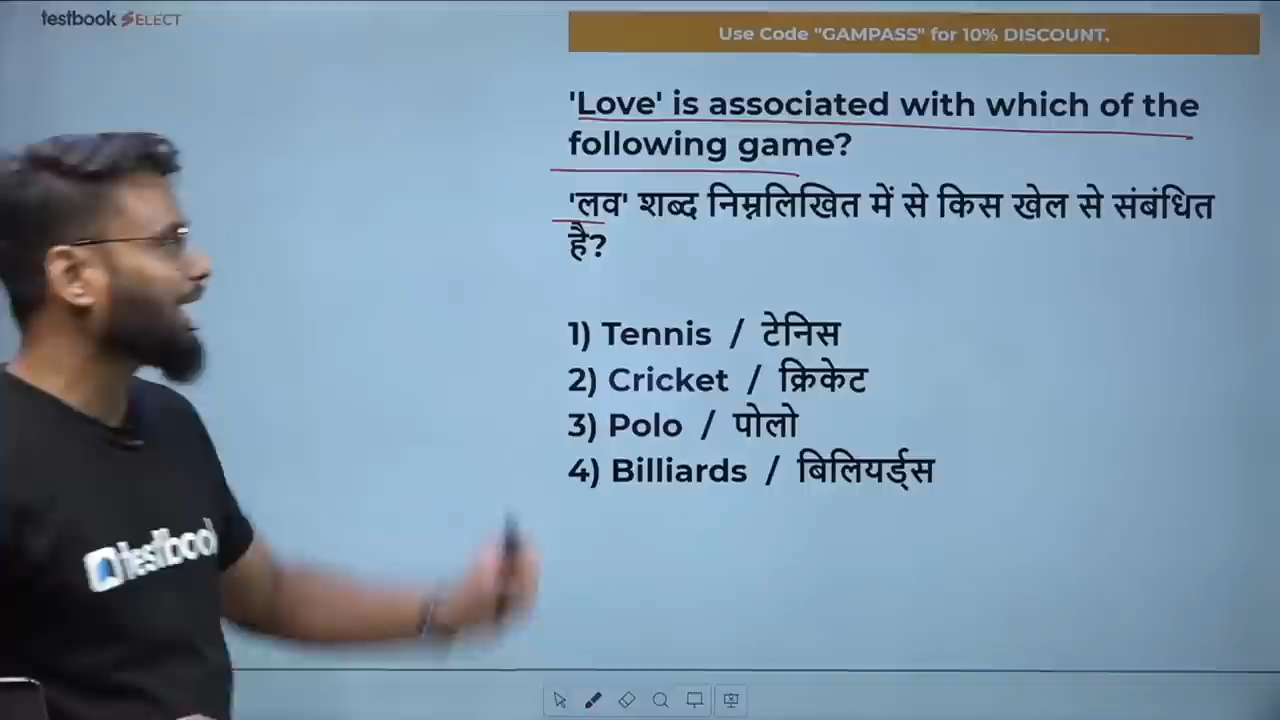 testbook SELECT
Use Code "GAMPASS" for 10% DISCOUNT.
'Love' is associated with which of the
following game?
'लव' शब्द निम्नलिखित में से किस खेल से संबंधित
है?
1) Tennis / टेनिस
2) Cricket / क्रिकेट
3) Polo / पोलो
4) Billiards / बिलियर्ड्स
testbook